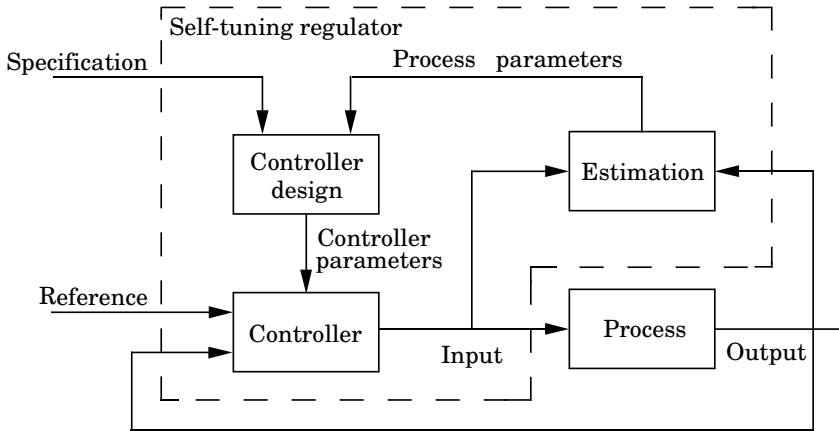 Self-tuning regulator
Specification
Process parameters
Controller
design
Estimation
Controller
parameters
Reference
Controller
Process
Input
Output